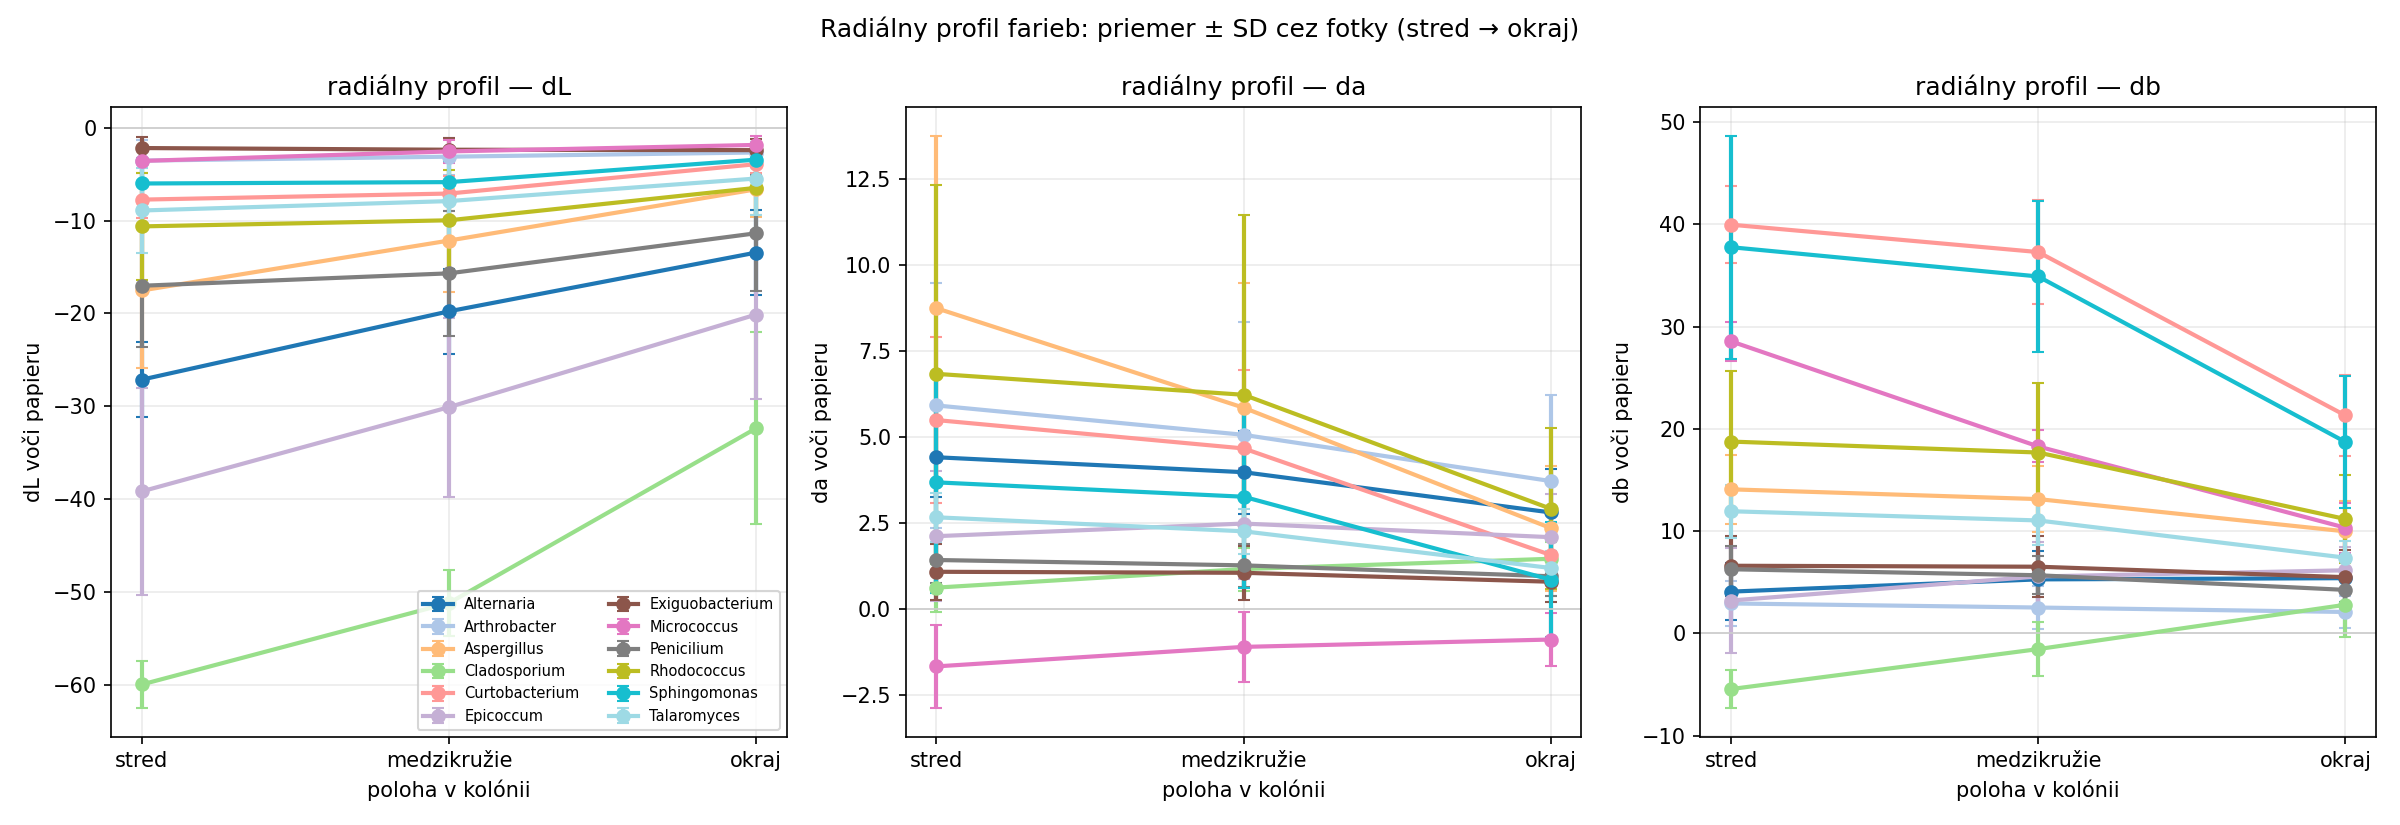 Radiálny profil farieb: priemer ± SD cez fotky (stred → okraj)
radiálny profil — dL
dL voči papieru
0
−10
−20
−30
−40
−50
−60
Alternaria
Arthrobacter
Aspergillus
Cladosporium
Curtobacterium
Epicoccum
Exiguobacterium
Micrococcus
Penicilium
Rhodococcus
Sphingomonas
Talaromyces
stred medzikružie okraj
poloha v kolónii
radiálny profil — da
da voči papieru
12.5
10.0
7.5
5.0
2.5
0.0
−2.5
stred medzikružie okraj
poloha v kolónii
radiálny profil — db
db voči papieru
50
40
30
20
10
0
−10
stred medzikružie okraj
poloha v kolónii